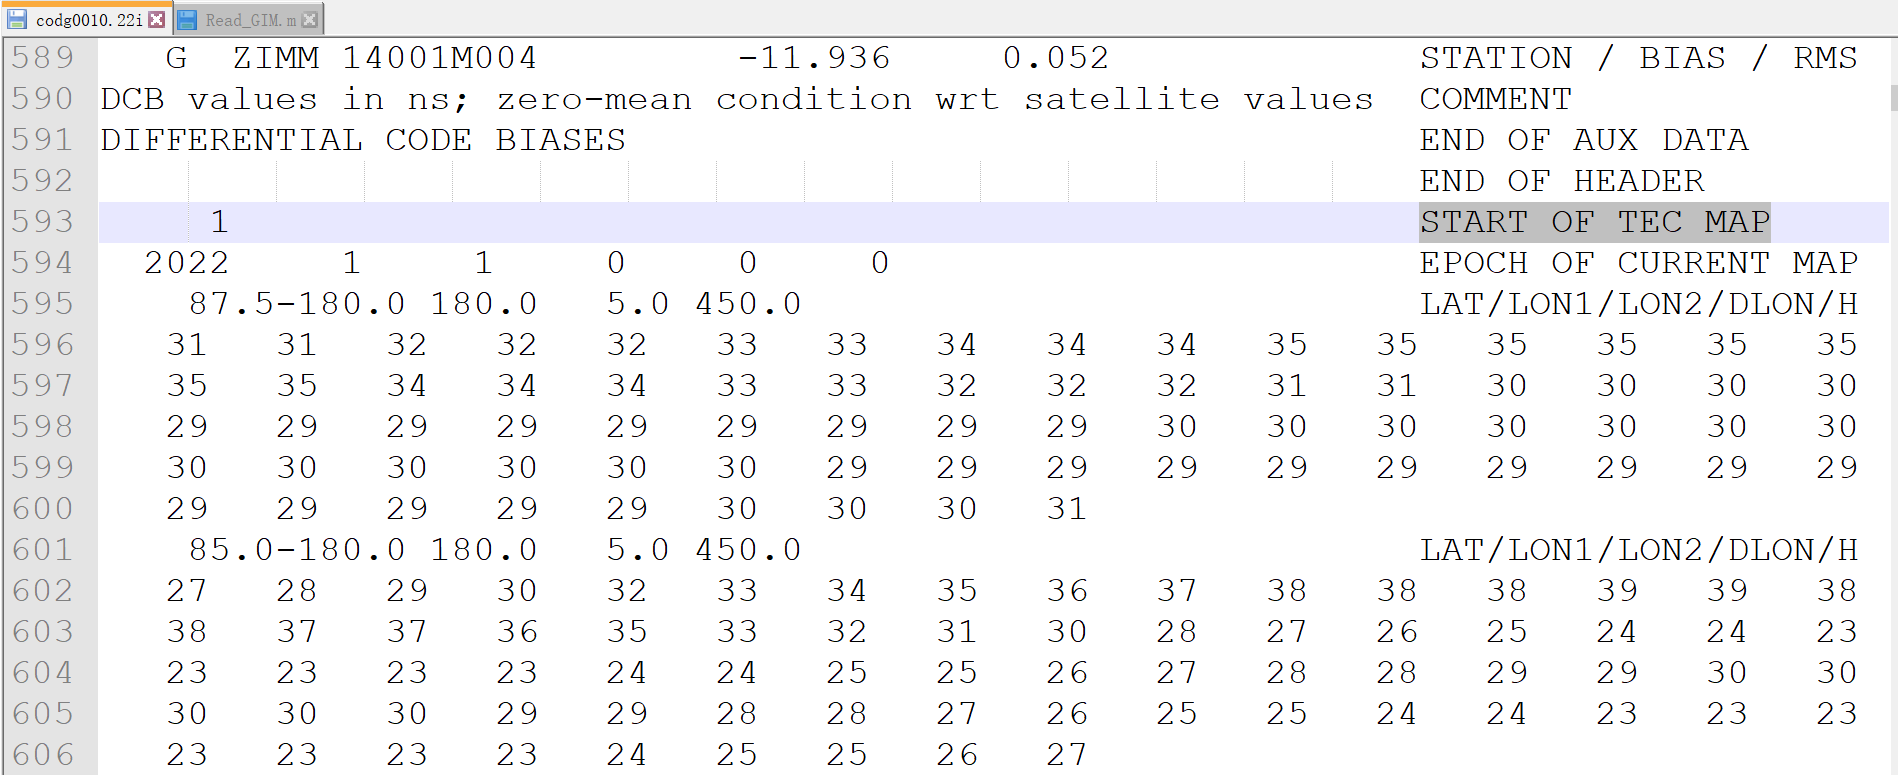 codg0010.22i Read_GIM.m
589 G ZIMM 14001M004 -11.936 0.052 STATION / BIAS / RMS
590 DCB values in ns; zero-mean condition wrt satellite values COMMENT
591 DIFFERENTIAL CODE BIASES END OF AUX DATA
592 END OF HEADER
593 1 START OF TEC MAP
594 2022 1 1 0 0 0 EPOCH OF CURRENT MAP
595 87.5-180.0 180.0 5.0 450.0 LAT/LON1/LON2/DLON/H
596 31 31 32 32 32 33 33 34 34 34 35 35 35 35 35 35
597 35 35 34 34 34 33 33 32 32 32 31 31 30 30 30 30
598 29 29 29 29 29 29 29 29 29 30 30 30 30 30 30 30
599 30 30 30 30 30 30 29 29 29 29 29 29 29 29 29 29
600 29 29 29 29 29 30 30 30 31
601 85.0-180.0 180.0 5.0 450.0 LAT/LON1/LON2/DLON/H
602 27 28 29 30 32 33 34 35 36 37 38 38 38 39 39 38
603 38 37 37 36 35 33 32 31 30 28 27 26 25 24 24 23
604 23 23 23 23 24 24 25 25 26 27 28 28 29 29 30 30
605 30 30 30 29 29 28 28 27 26 25 25 24 24 23 23 23
606 23 23 23 23 24 25 25 26 27